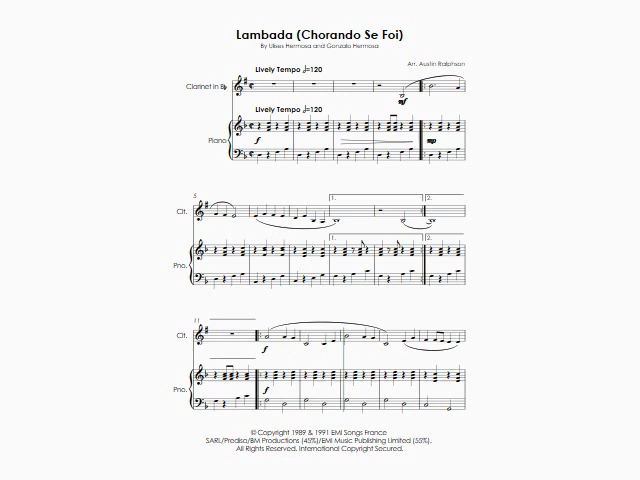 Lambada (Chorando Se Foi)
By Ulises Hermosa and Gonzalo Hermosa
Arr. Austin Ralphson
Lively Tempo ♩=120
Clarinet in B♭
mf
Lively Tempo ♩=120
Piano
f
mp
5
Clt.
1.
2.
1.
2.
Pno.
11
Clt.
f
Pno.
f
© Copyright 1989 & 1991 EMI Songs France
SARL/Predisa/BM Productions (45%)/EMI Music Publishing Limited (55%).
All Rights Reserved. International Copyright Secured.